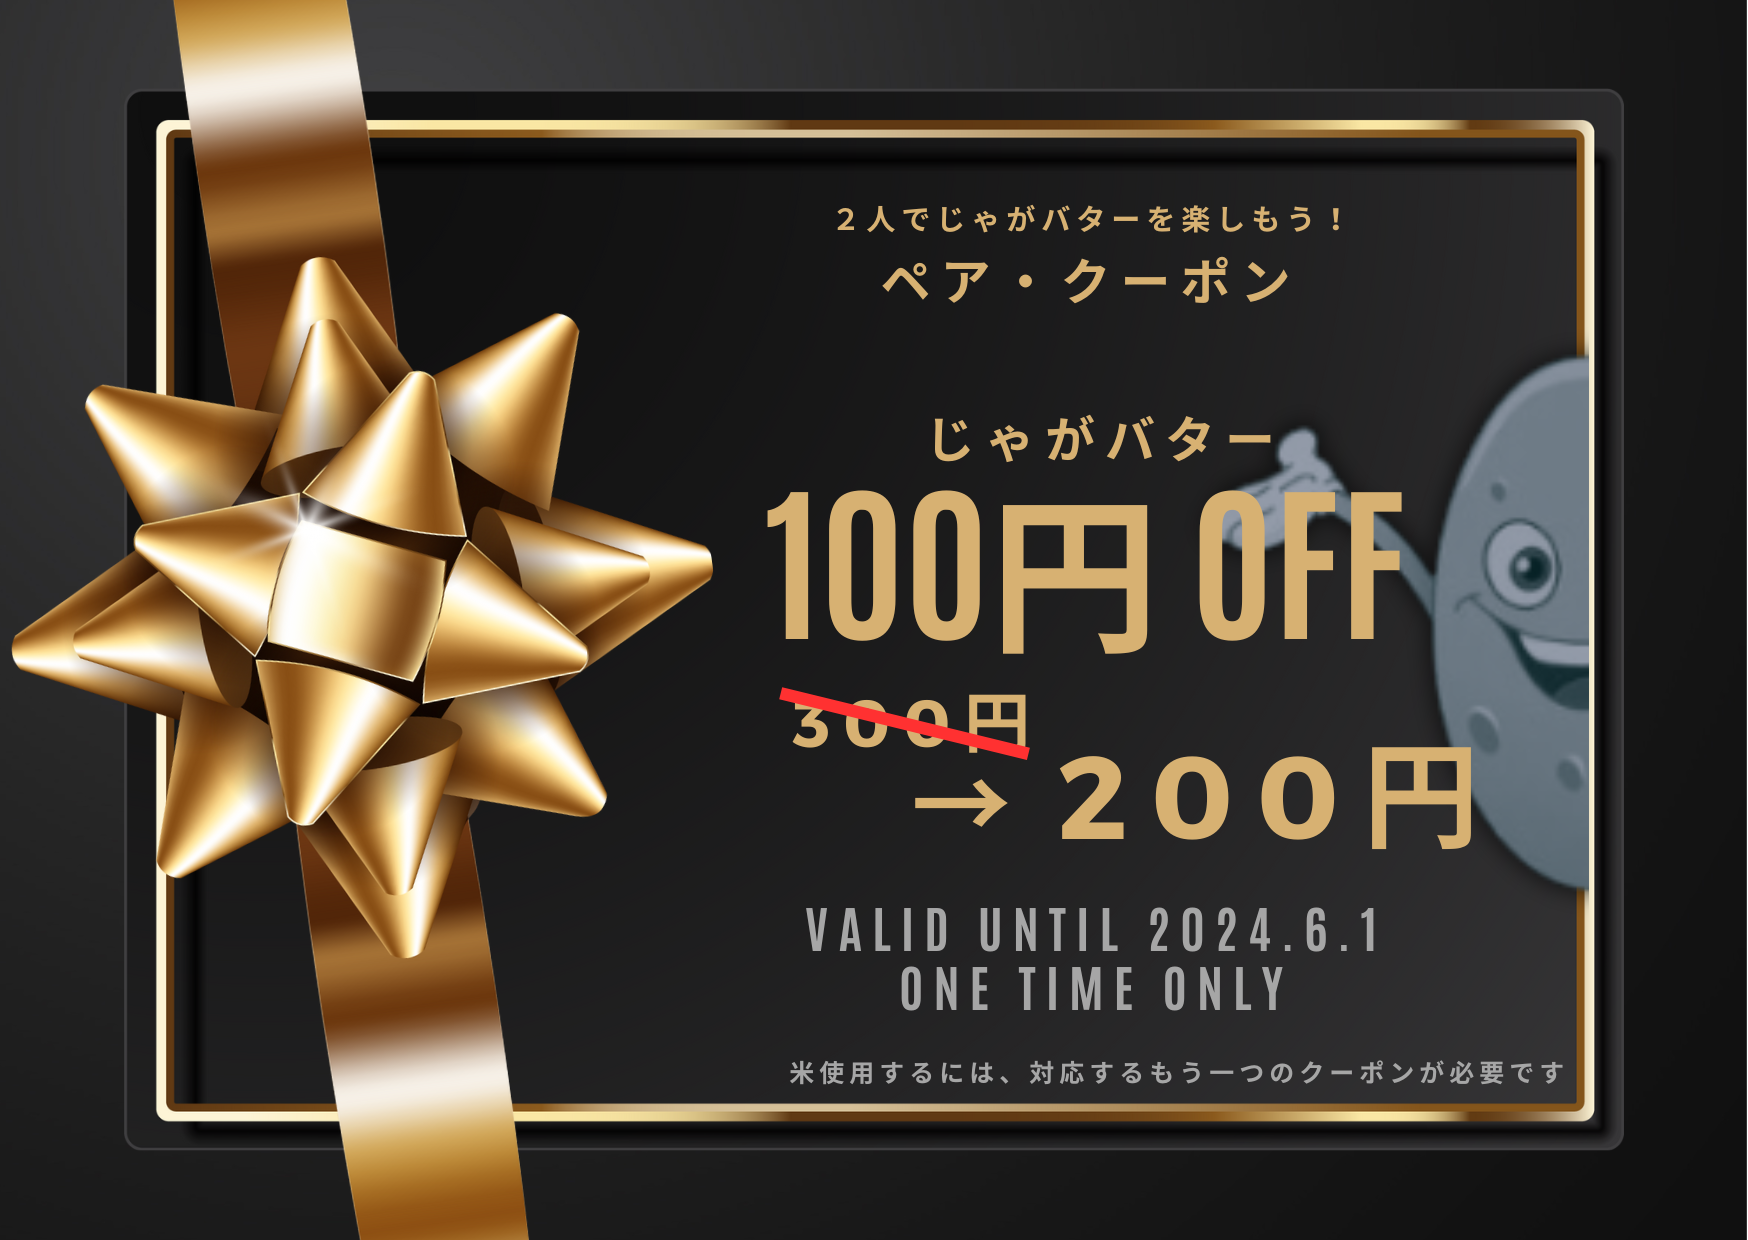 ２人でじゃがバターを楽しもう！
ペア・クーポン
じゃがバター
100円 OFF
300円
→ 200円
VALID UNTIL 2024.6.1
ONE TIME ONLY
米使用するには、対応するもう一つのクーポンが必要です